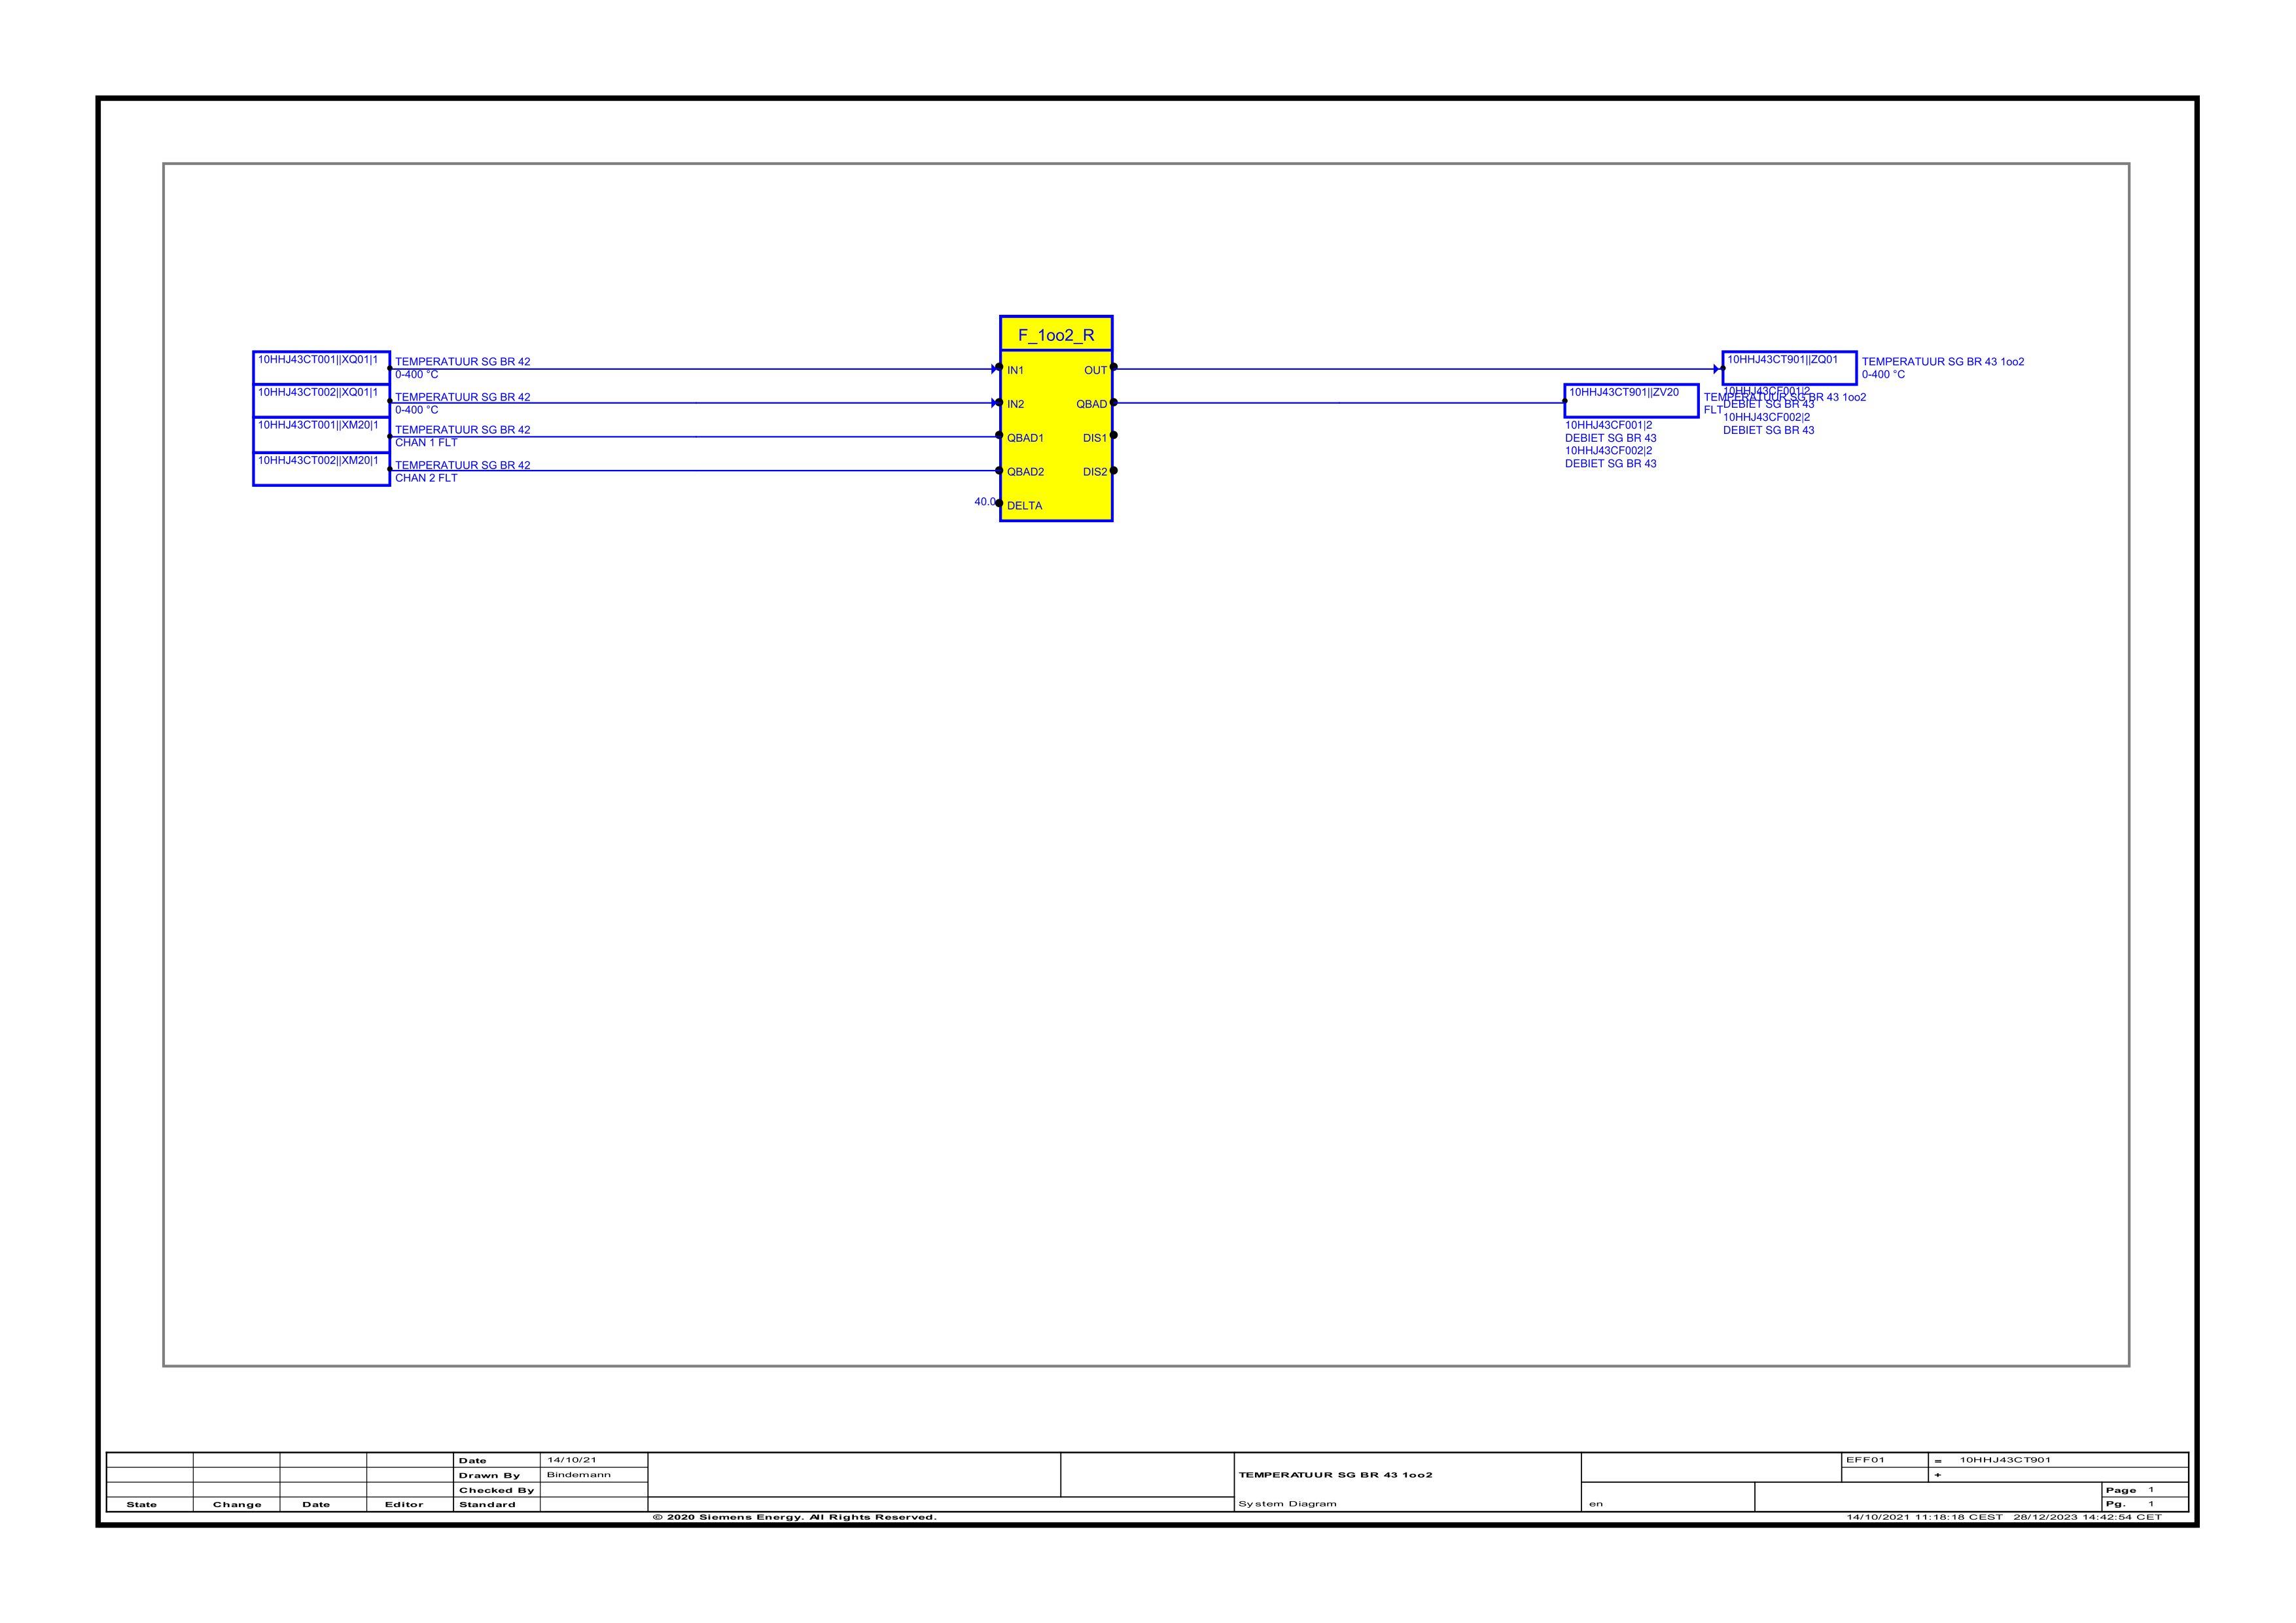 F_1oo2_R
10HHJ43CT001||XQ01|1
TEMPERATUUR SG BR 42
0-400 °C
10HHJ43CT002||XQ01|1
TEMPERATUUR SG BR 42
0-400 °C
10HHJ43CT001||XM20|1
TEMPERATUUR SG BR 42
CHAN 1 FLT
10HHJ43CT002||XM20|1
TEMPERATUUR SG BR 42
CHAN 2 FLT
IN1 OUT
IN2 QBAD
QBAD1 DIS1
QBAD2 DIS2
40.0 DELTA
10HHJ43CT901||ZQ01
TEMPERATUUR SG BR 43 1oo2
0-400 °C
10HHJ43CF001|2
DEBIET SG BR 43
10HHJ43CF002|2
DEBIET SG BR 43
10HHJ43CT901||ZV20
TEMPERATUUR SG BR 43 1oo2
FLT
10HHJ43CF001|2
DEBIET SG BR 43
10HHJ43CF002|2
DEBIET SG BR 43
Date 14/10/21
Drawn By Bindemann
Checked By
State Change Date Editor Standard
TEMPERATUUR SG BR 43 1oo2
System Diagram
en
EFF01 = 10HHJ43CT901
+
Page 1
Pg. 1
© 2020 Siemens Energy. All Rights Reserved.
14/10/2021 11:18:18 CEST 28/12/2023 14:42:54 CET